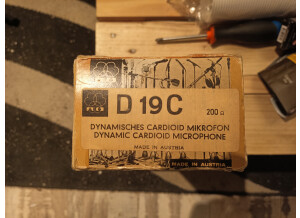 D 19 C
200 Ω
DYNAMISCHES CARDIOID MIKROFON
DYNAMIC CARDIOID MICROPHONE
MADE IN AUSTRIA
MADE IN AUSTRIA